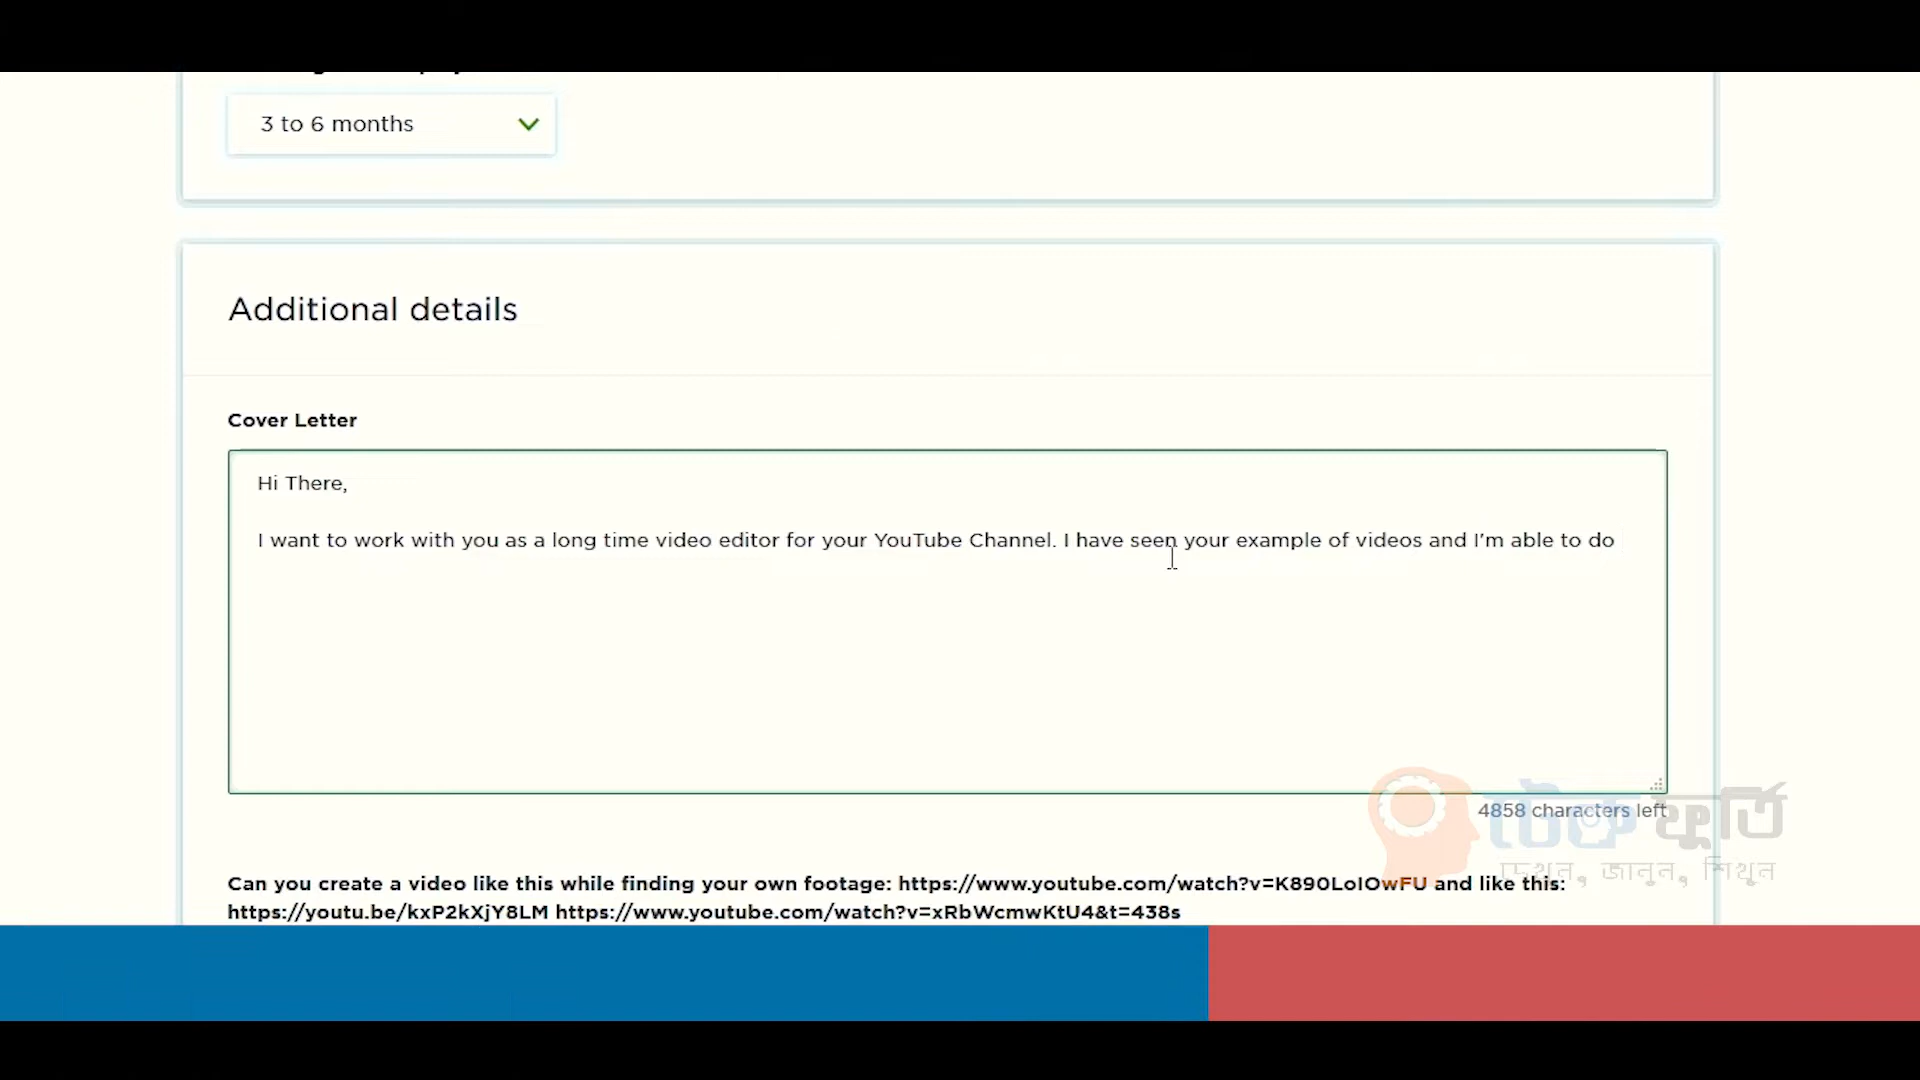 3 to 6 months
Additional details
Cover Letter
Hi There,
I want to work with you as a long time video editor for your YouTube Channel. I have seen your example of videos and I'm able to do
4858 characters left
টেক ফুর্তি
দেখুন, জানুন, শিখুন
Can you create a video like this while finding your own footage: https://www.youtube.com/watch?v=K890LoIOwFU and like this:
https://youtu.be/kxP2kXjY8LM https://www.youtube.com/watch?v=xRbWcmwKtU4&t=438s